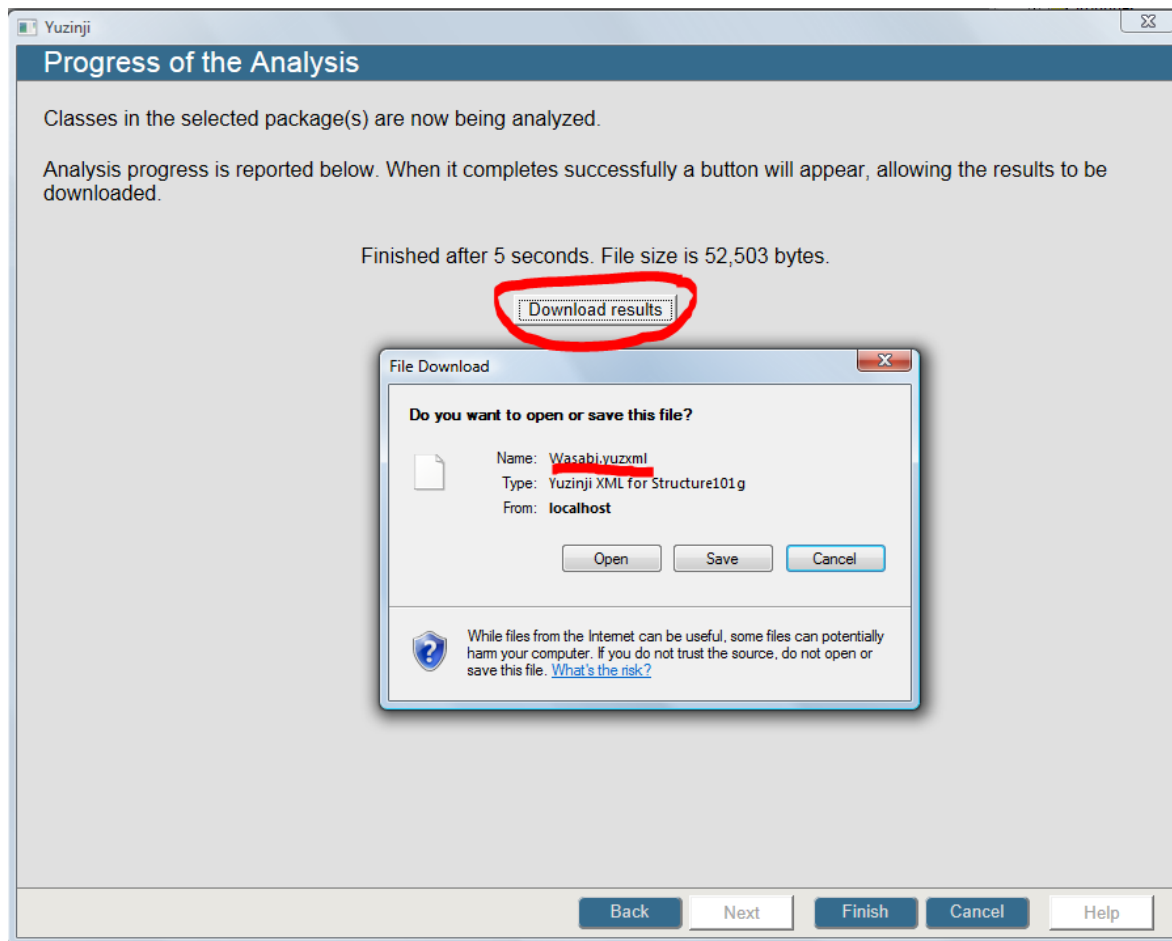 Yuzinji
Progress of the Analysis
Classes in the selected package(s) are now being analyzed.
Analysis progress is reported below. When it completes successfully a button will appear, allowing the results to be
downloaded.
Finished after 5 seconds. File size is 52,503 bytes.
Download results
File Download
Do you want to open or save this file?
Name: Wasabi.yuzxml
Type: Yuzinji XML for Structure101g
From: localhost
Open Save Cancel
While files from the Internet can be useful, some files can potentially
harm your computer. If you do not trust the source, do not open or
save this file. What's the risk?
Back Next Finish Cancel Help